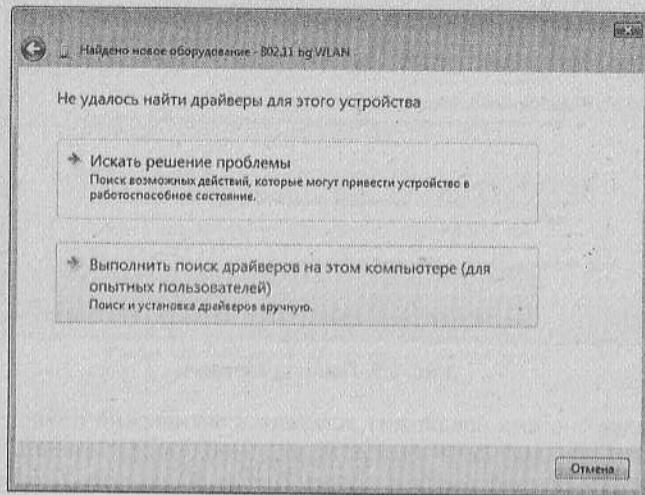 Найдено новое оборудование - 802.11 bg WLAN
Не удалось найти драйверы для этого устройства
Искать решение проблемы
Поиск возможных действий, которые могут привести устройство в
работоспособное состояние.
Выполнить поиск драйверов на этом компьютере (для
опытных пользователей)
Поиск и установка драйверов вручную.
Отмена